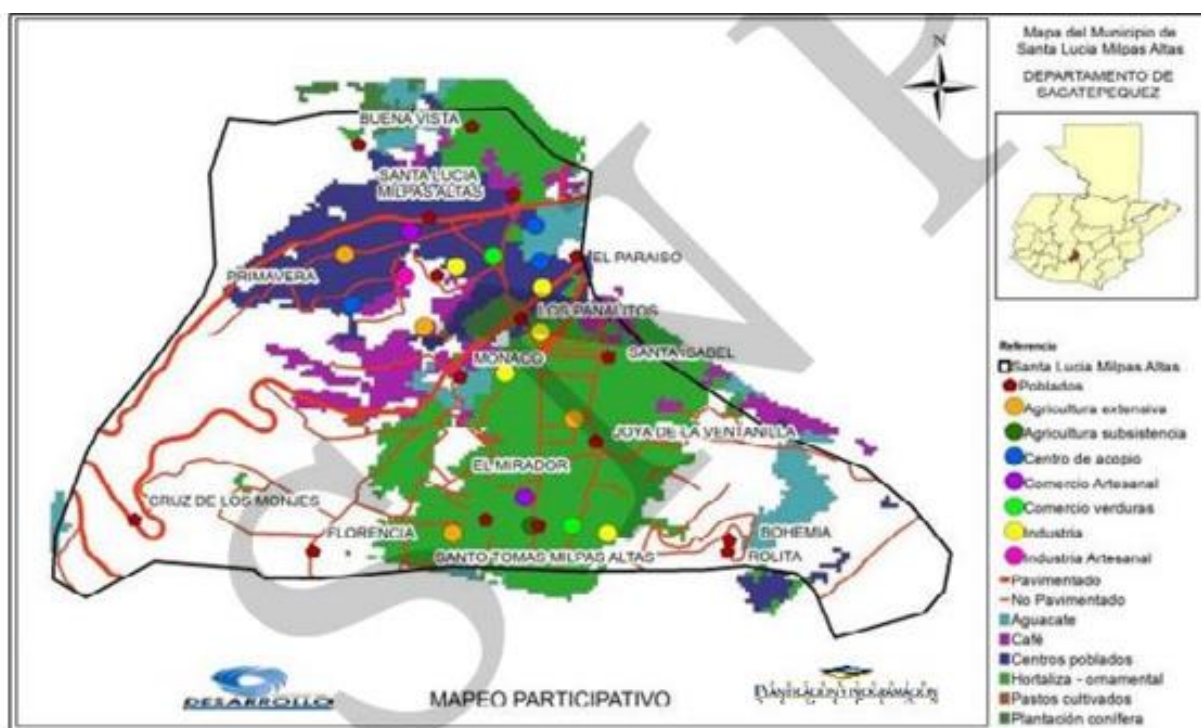 Mapa del Municipio de
Santa Lucia Milpas Altas
DEPARTAMENTO DE
SACATEPEQUEZ
N
BUENA VISTA
SANTA LUCIA
MILPAS ALTAS
PRIMAVERA
EL PARAISO
LOS PANALITOS
MONACO
SANTA ISABEL
JOYA DE LA VENTANILLA
EL MIRADOR
CRUZ DE LOS MONJES
FLORENCIA
SANTO TOMAS MILPAS ALTAS
BOHEMIA
ROLITA
Referencia
Santa Lucia Milpas Altas
Poblados
Agricultura extensiva
Agricultura subsistencia
Centro de acopio
Comercio Artesanal
Comercio verduras
Industria
Industria Artesanal
Pavimentado
No Pavimentado
Aguacate
Café
Centros poblados
Hortaliza - ornamental
Pastos cultivados
Plantación conífera
DESARROLLO
MAPEO PARTICIPATIVO
PLANIFICACION Y PROGRAMACION